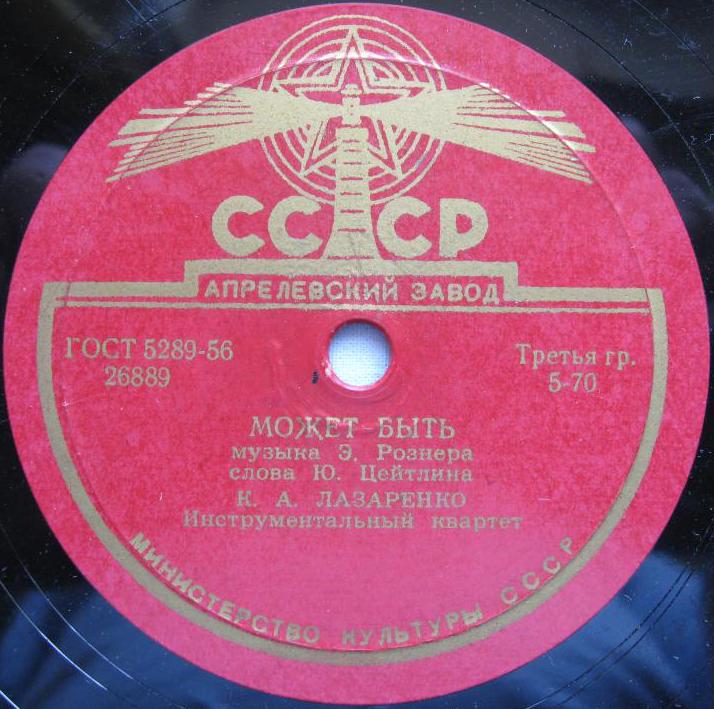 СССР
АПРЕЛЕВСКИЙ ЗАВОД
ГОСТ 5289-56
26889
Третья гр.
5-70
МОЖЕТ БЫТЬ
музыка Э. Рознера
слова Ю. Цейтлина
К. А. ЛАЗАРЕНКО
Инструментальный квартет
МИНИСТЕРСТВО КУЛЬТУРЫ СССР